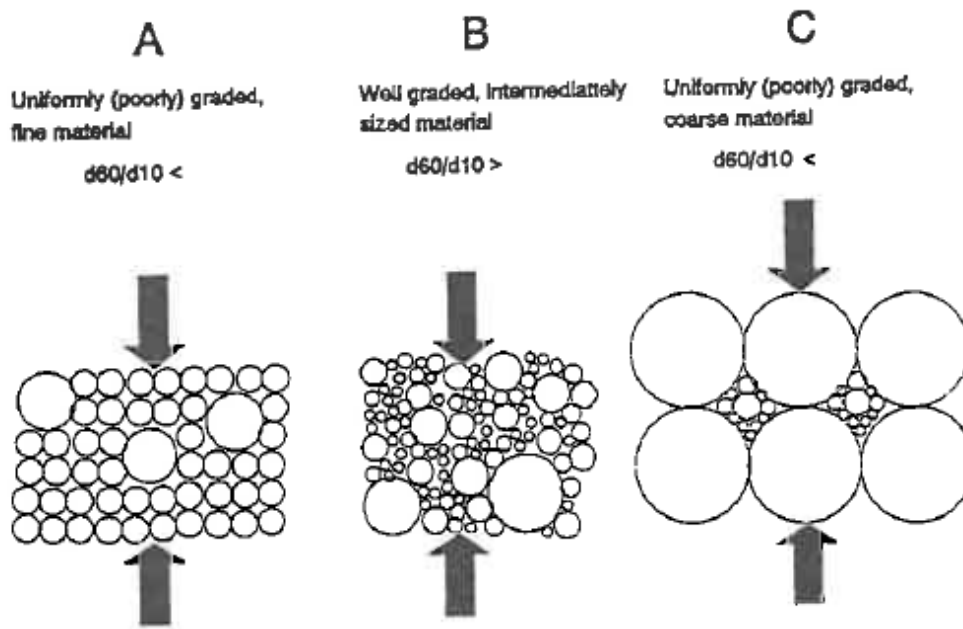 A
Uniformly (poorly) graded,
fine material
d60/d10 <
B
Well graded, Intermediattely
sized material
d60/d10 >
C
Uniformly (poorly) graded,
coarse material
d60/d10 <